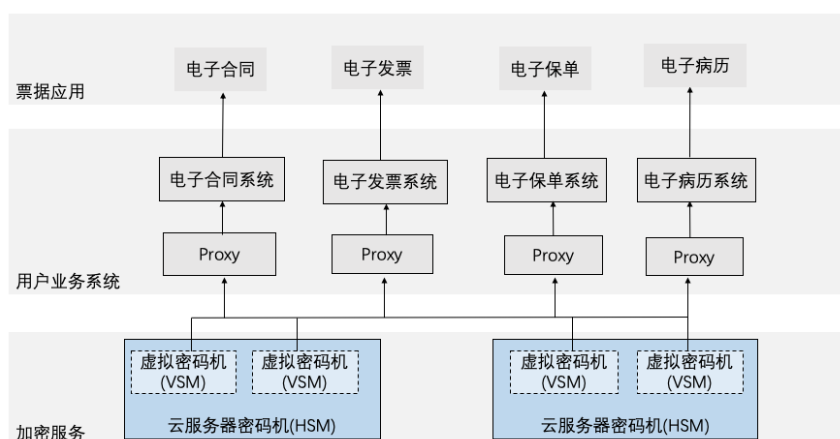 电子合同
电子发票
电子保单
电子病历
票据应用
电子合同系统
电子发票系统
电子保单系统
电子病历系统
Proxy
Proxy
Proxy
Proxy
用户业务系统
虚拟密码机
(VSM)
虚拟密码机
(VSM)
虚拟密码机
(VSM)
虚拟密码机
(VSM)
云服务器密码机(HSM)
云服务器密码机(HSM)
加密服务